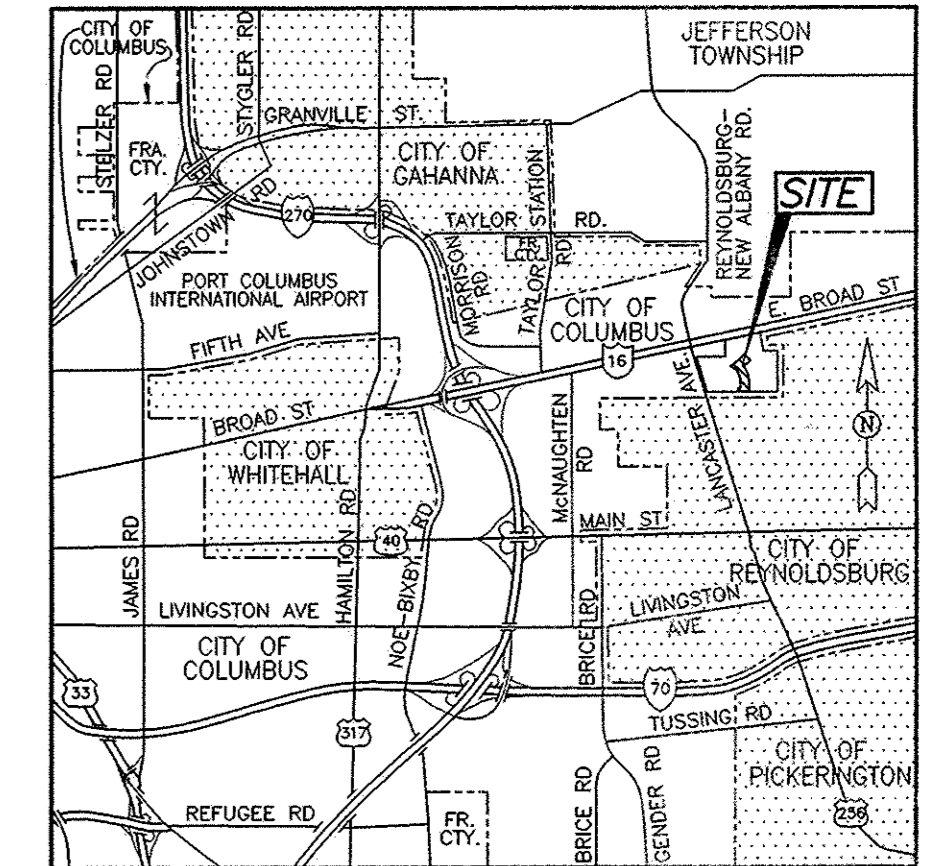 CITY OF
COLUMBUS
STELZER RD
FRA.
CTY.
STYGLER RD
GRANVILLE ST.
JEFFERSON
TOWNSHIP
CITY OF
GAHANNA
JOHNSTOWN RD
270
TAYLOR RD.
TAYLOR STATION RD
FR.
CTY.
MORRISON
RD
REYNOLDSBURG-
NEW ALBANY RD.
SITE
PORT COLUMBUS
INTERNATIONAL AIRPORT
CITY OF
COLUMBUS
E. BROAD ST
16
FIFTH AVE
BROAD ST
CITY OF
WHITEHALL
McNAUGHTEN
RD
LANCASTER AVE.
N
JAMES RD
HAMILTON RD
NOE-BIXBY RD
40
MAIN ST
CITY OF
REYNOLDSBURG
LIVINGSTON AVE
LIVINGSTON
AVE
BRICE RD
CITY OF
COLUMBUS
33
317
70
TUSSING RD
CITY OF
PICKERINGTON
256
REFUGEE RD
FR.
CTY.
BRICE RD
GENDER RD